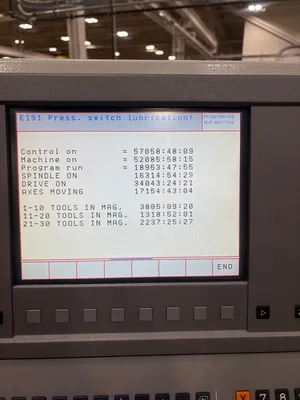 E191 Press. switch lubrication!
Programming
and editing
Control on = 57058:48:09
Machine on = 52085:58:15
Program run = 18953:47:55
SPINDLE ON 16314:54:29
DRIVE ON 34043:24:21
AXES MOVING 17154:43:04
1-10 TOOLS IN MAG. 3805:09:20
11-20 TOOLS IN MAG. 1318:52:01
21-30 TOOLS IN MAG. 2237:25:27
END
X 7 8